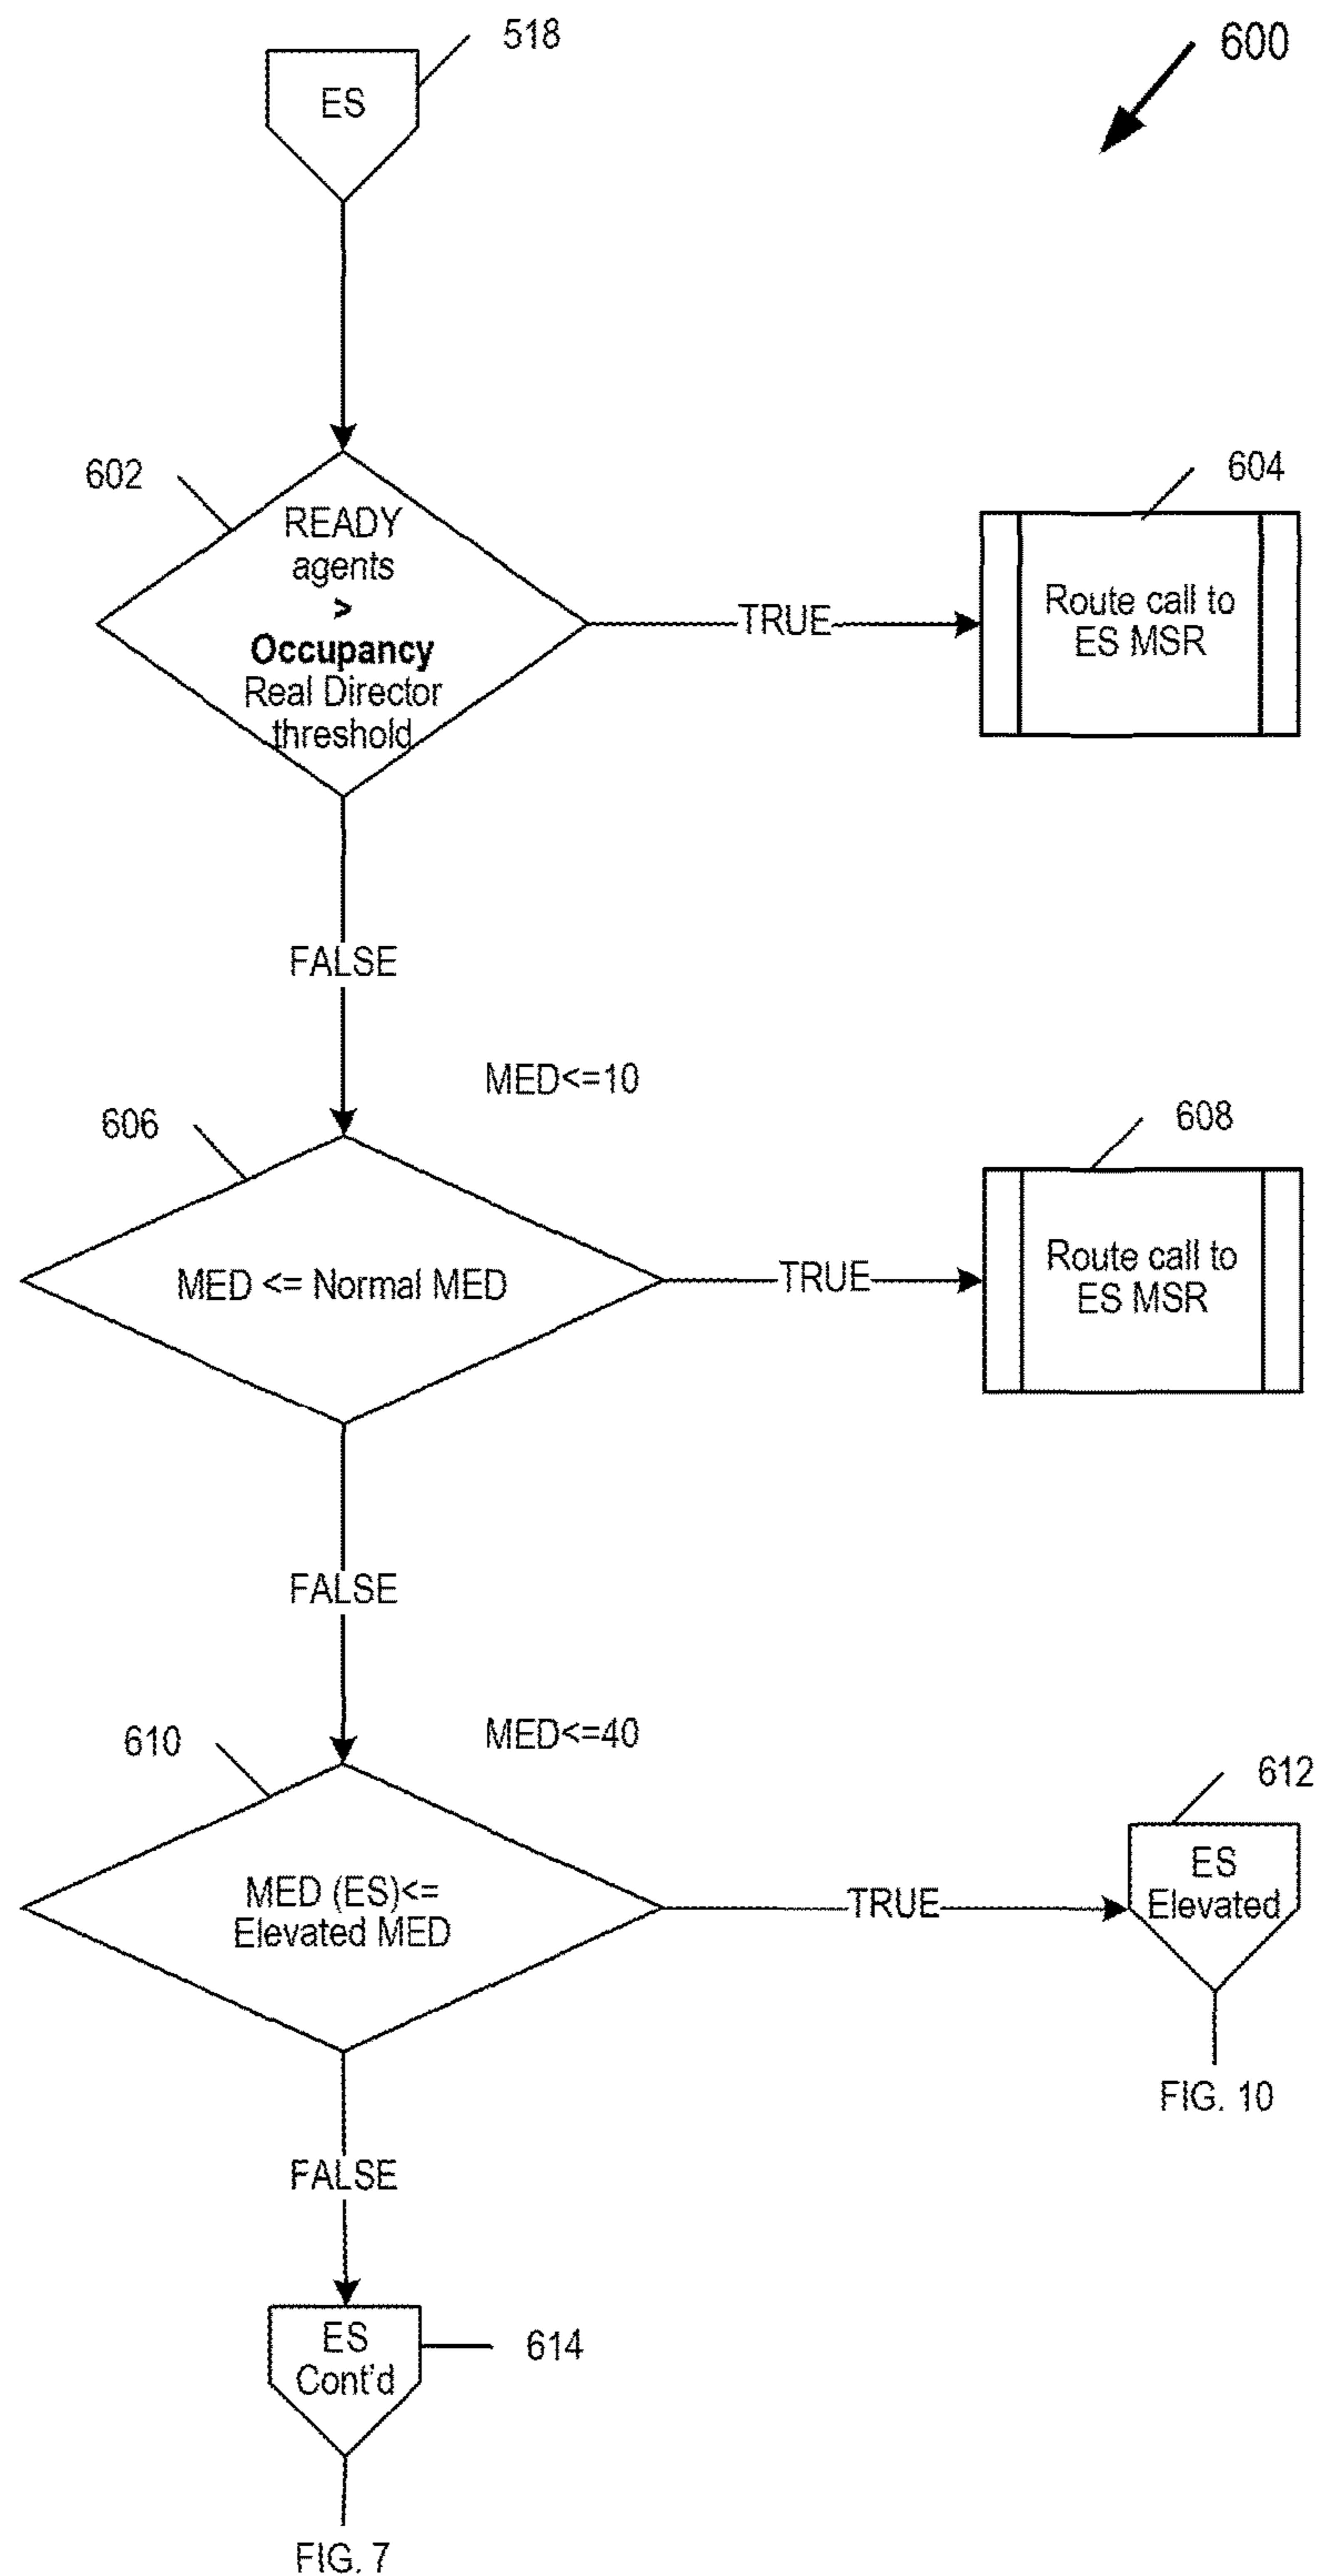 518
600
ES
602
READY
agents
>
Occupancy
Real Director
threshold
TRUE
604
Route call to
ES MSR
FALSE
MED<=10
606
MED <= Normal MED
TRUE
608
Route call to
ES MSR
FALSE
MED<=40
610
MED (ES)<=
Elevated MED
TRUE
612
ES
Elevated
FIG. 10
FALSE
ES
Cont'd
614
FIG. 7